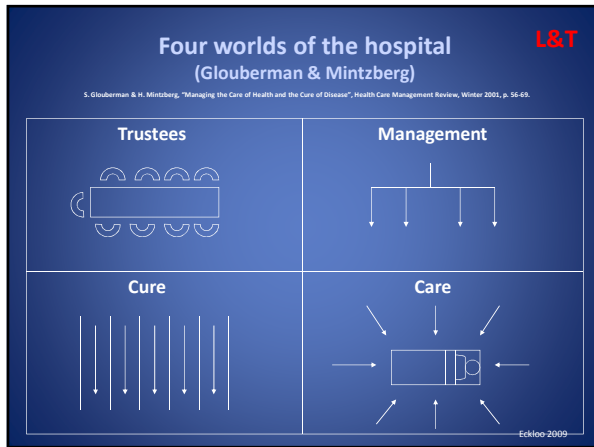 Four worlds of the hospital
L&T
(Glouberman & Mintzberg)
S. Glouberman & H. Mintzberg, "Managing the Care of Health and the Cure of Disease", Health Care Management Review, Winter 2001, p. 56-69.
Trustees
Management
Cure
Care
Eckloo 2009